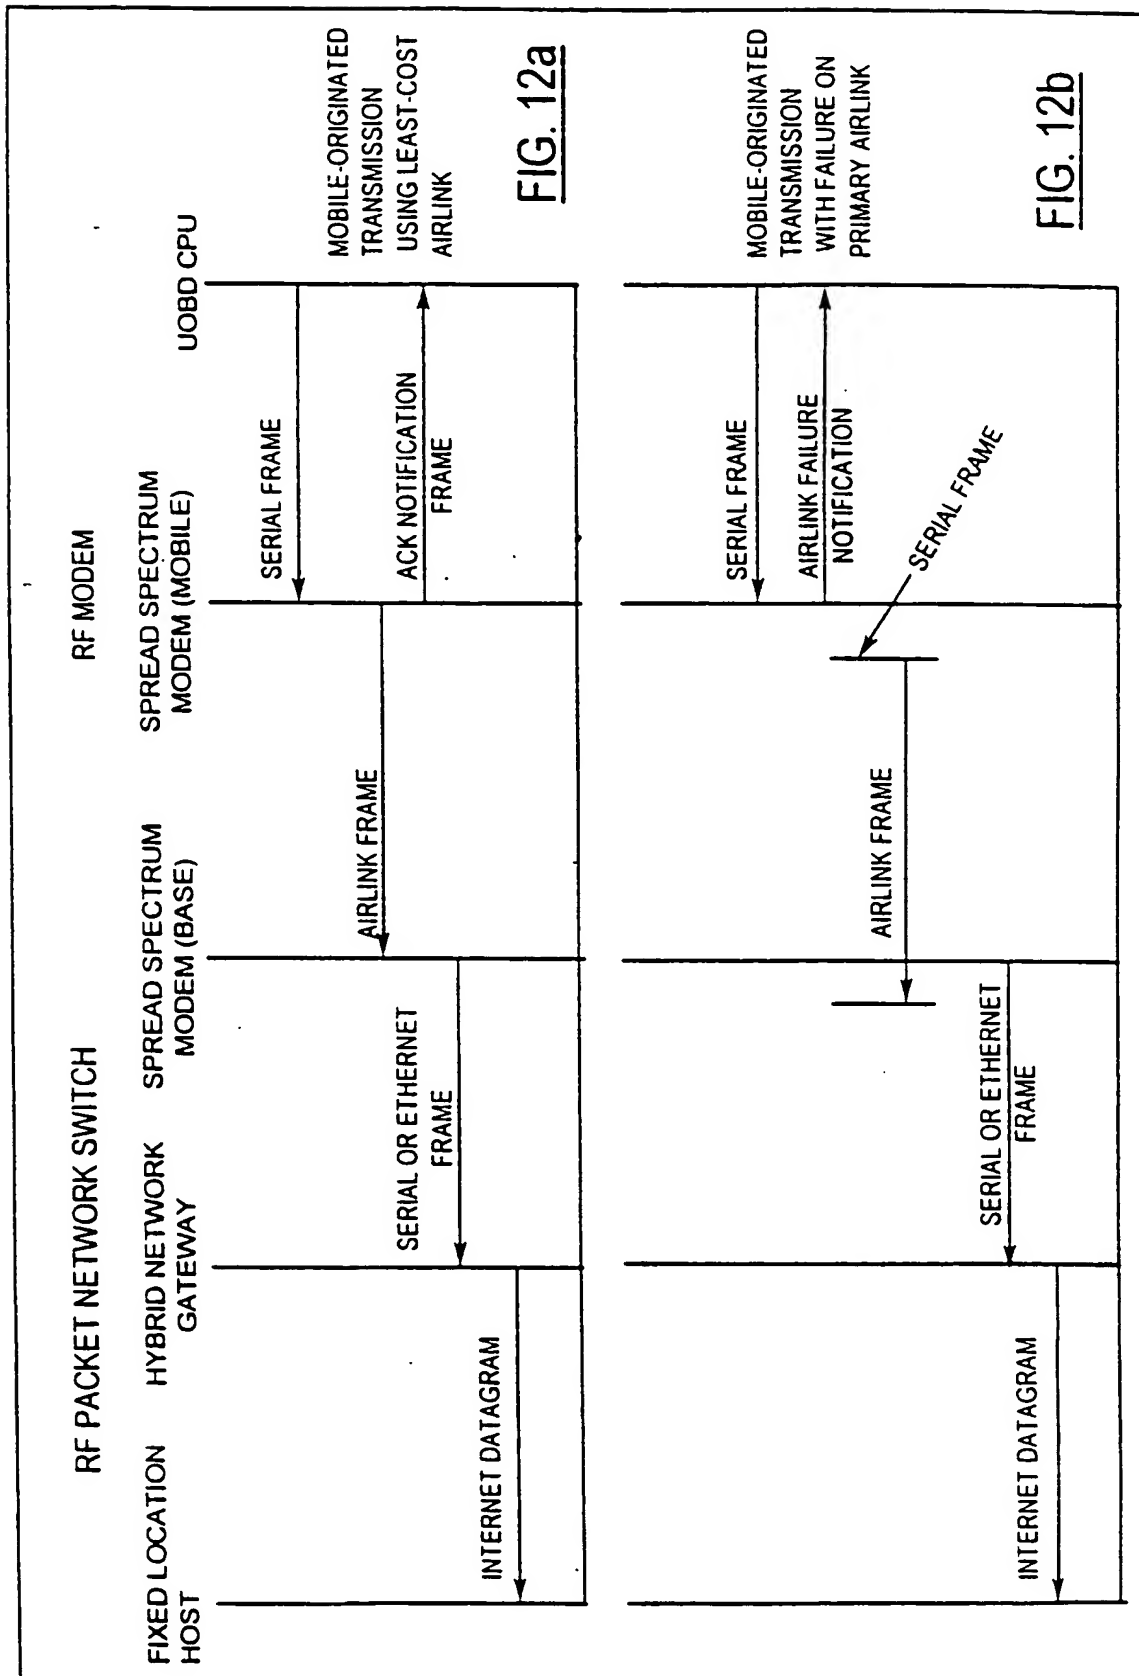 RF PACKET NETWORK SWITCH
RF MODEM
FIXED LOCATION
HOST
HYBRID NETWORK
GATEWAY
SPREAD SPECTRUM
MODEM (BASE)
SPREAD SPECTRUM
MODEM (MOBILE)
UOBD CPU
SERIAL FRAME
MOBILE-ORIGINATED
TRANSMISSION
USING LEAST-COST
AIRLINK
AIRLINK FRAME
ACK NOTIFICATION
FRAME
SERIAL OR ETHERNET
FRAME
INTERNET DATAGRAM
FIG. 12a
SERIAL FRAME
MOBILE-ORIGINATED
TRANSMISSION
WITH FAILURE ON
PRIMARY AIRLINK
AIRLINK FAILURE
NOTIFICATION
SERIAL FRAME
AIRLINK FRAME
SERIAL OR ETHERNET
FRAME
INTERNET DATAGRAM
FIG. 12b